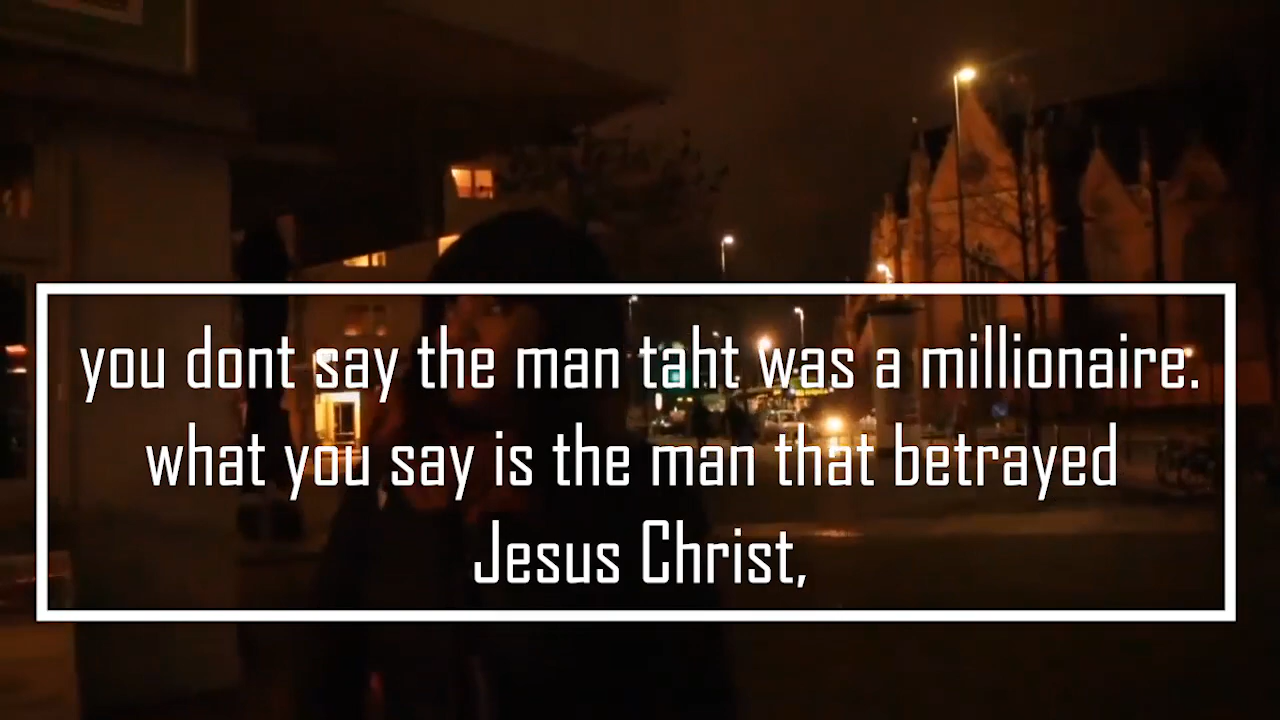 you dont say the man taht was a millionaire.
what you say is the man that betrayed
Jesus Christ,